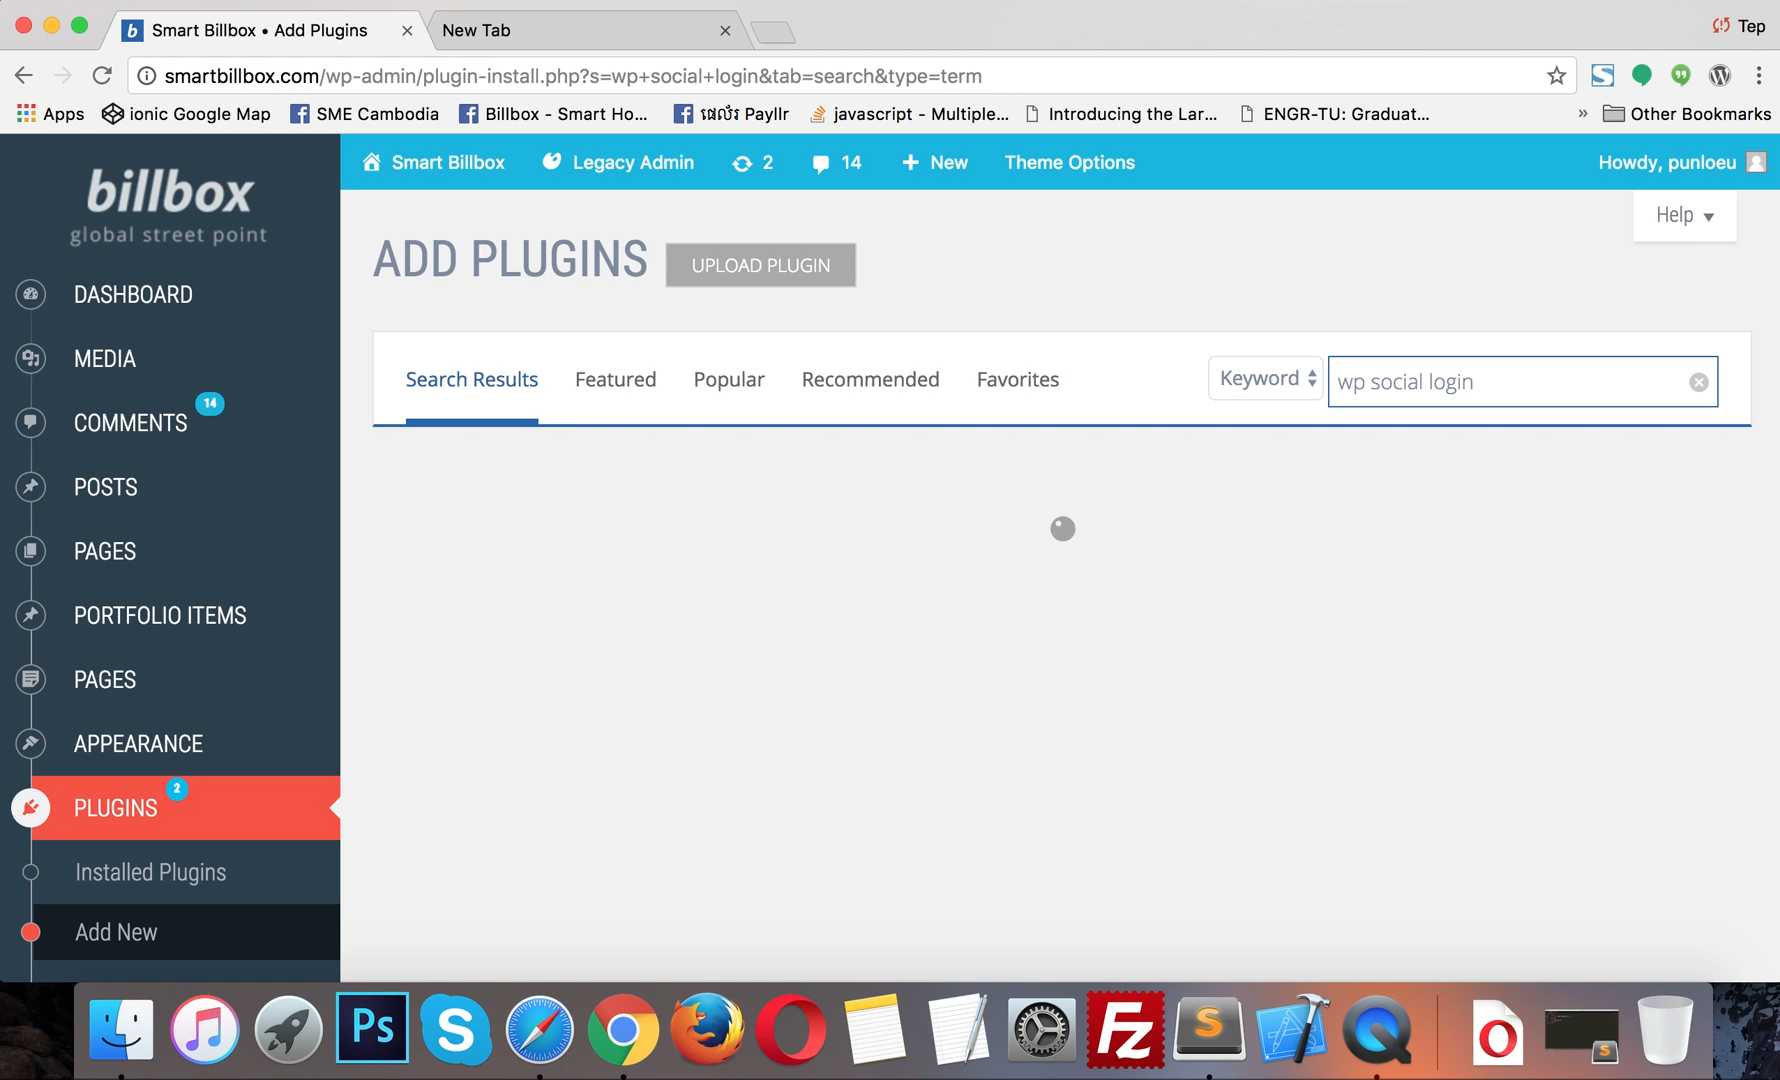 Smart Billbox • Add Plugins
New Tab
Tep
smartbillbox.com/wp-admin/plugin-install.php?s=wp+social+login&tab=search&type=term
Apps
ionic Google Map
SME Cambodia
Billbox - Smart Ho...
Payllr
javascript - Multiple...
Introducing the Lar...
ENGR-TU: Graduat...
»
Other Bookmarks
billbox
global street point
Smart Billbox
Legacy Admin
2
14
New
Theme Options
Howdy, punloeu
Help
ADD PLUGINS
UPLOAD PLUGIN
Search Results
Featured
Popular
Recommended
Favorites
Keyword
wp social login
DASHBOARD
MEDIA
COMMENTS
14
POSTS
PAGES
PORTFOLIO ITEMS
PAGES
APPEARANCE
PLUGINS
2
Installed Plugins
Add New
Ps
Fz